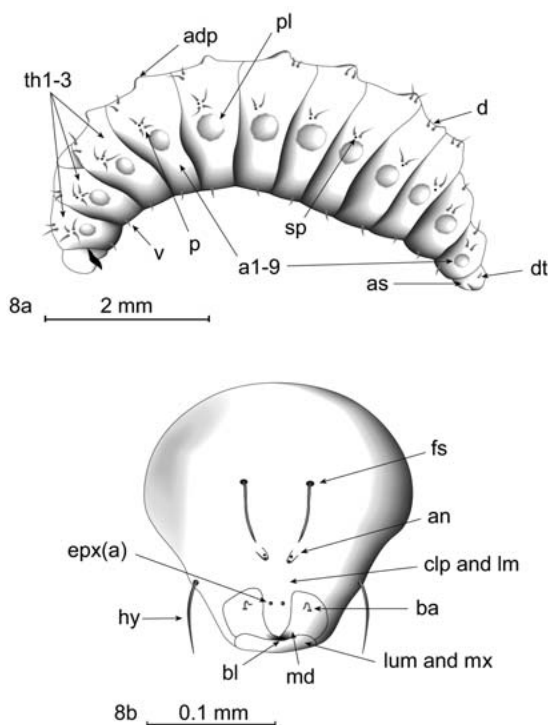 adp
pl
th1-3
d
v
p
a1-9
sp
as
dt
8a
2 mm
fs
an
epx(a)
clp and lm
hy
ba
bl
md
lum and mx
8b
0.1 mm